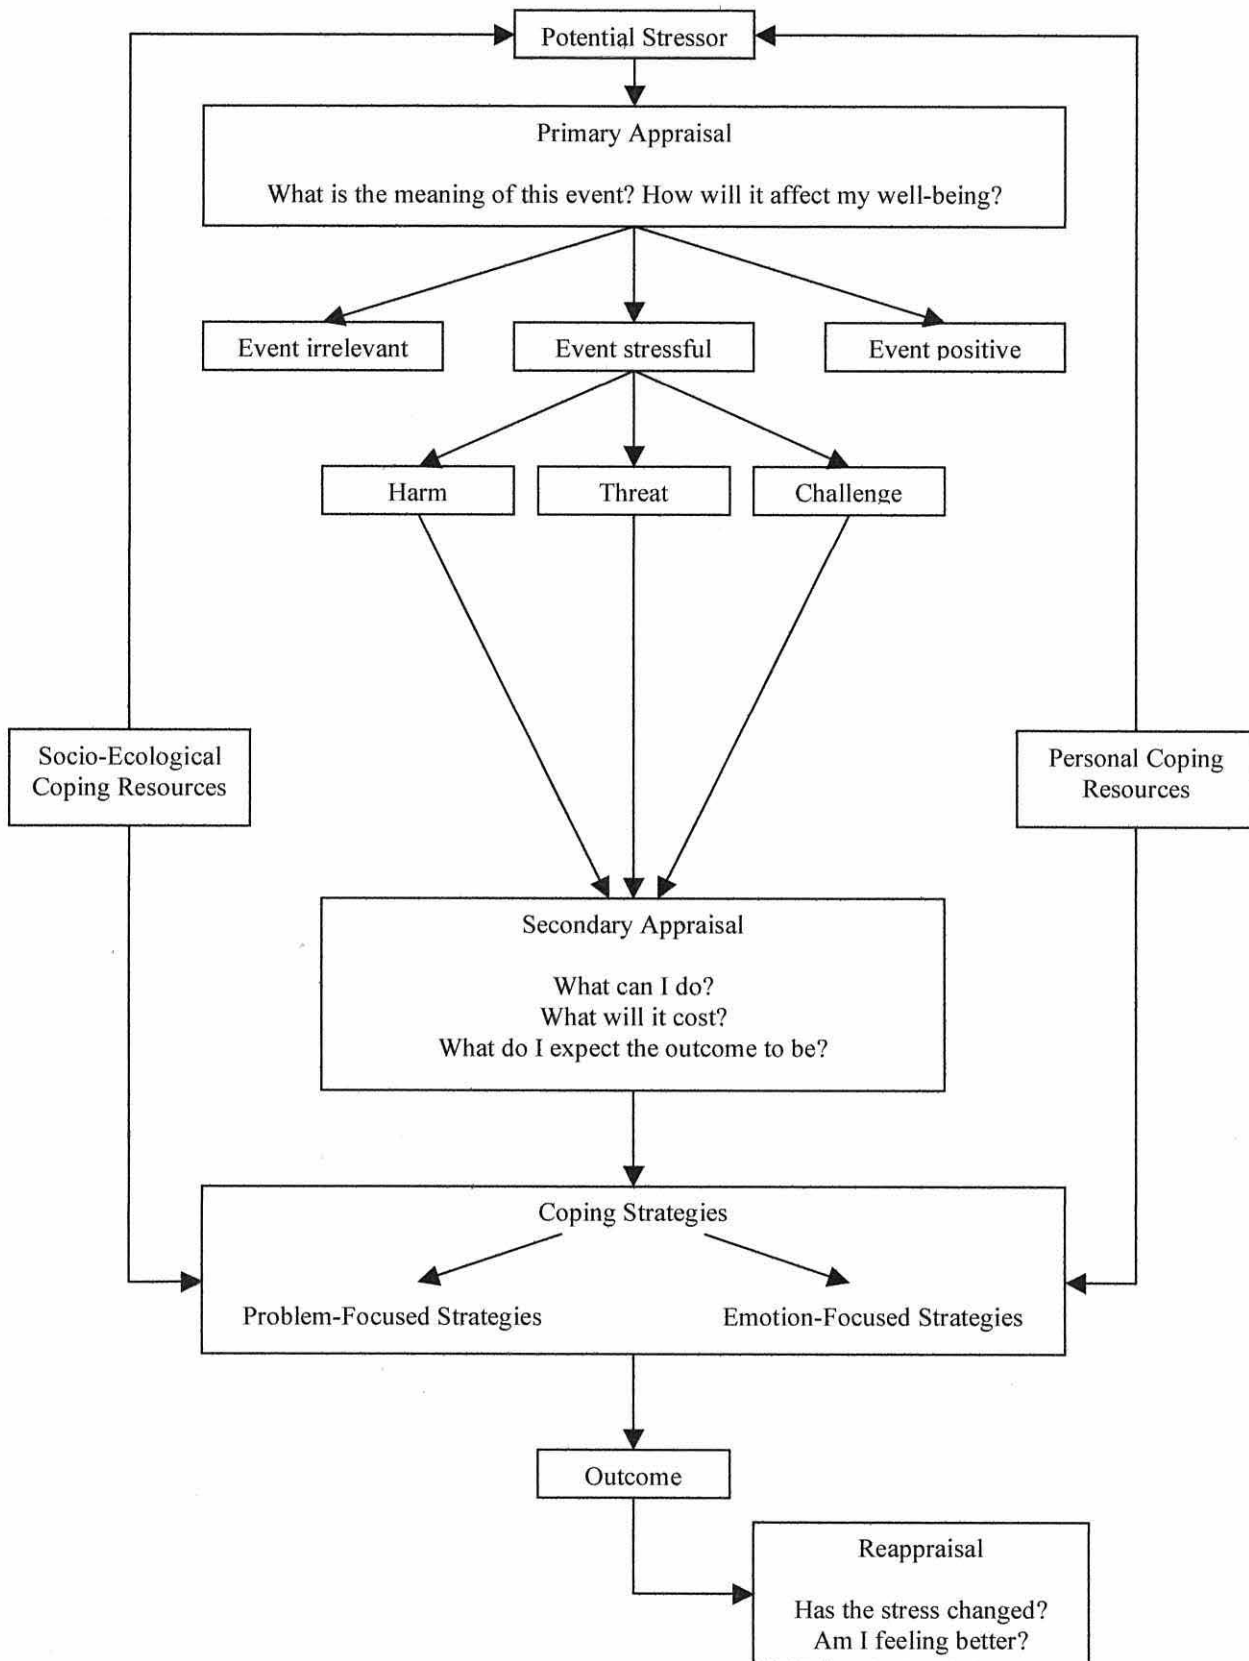 Potential Stressor
Primary Appraisal
What is the meaning of this event? How will it affect my well-being?
Event irrelevant
Event stressful
Event positive
Harm
Threat
Challenge
Socio-Ecological
Coping Resources
Personal Coping
Resources
Secondary Appraisal
What can I do?
What will it cost?
What do I expect the outcome to be?
Coping Strategies
Problem-Focused Strategies
Emotion-Focused Strategies
Outcome
Reappraisal
Has the stress changed?
Am I feeling better?